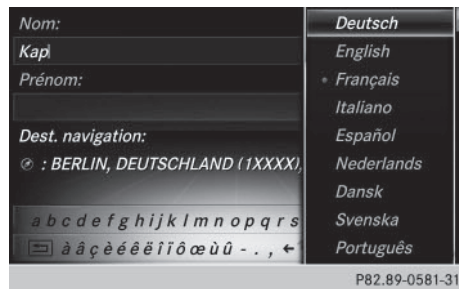 Nom:
Kap
Prénom:
Dest. navigation:
: BERLIN, DEUTSCHLAND (1XXXX),
a b c d e f g h i j k l m n o p q r s
à â ç è é ê ë î ï ô œ ù û - . , ←
Deutsch
English
Français
Italiano
Español
Nederlands
Dansk
Svenska
Português
P82.89-0581-31